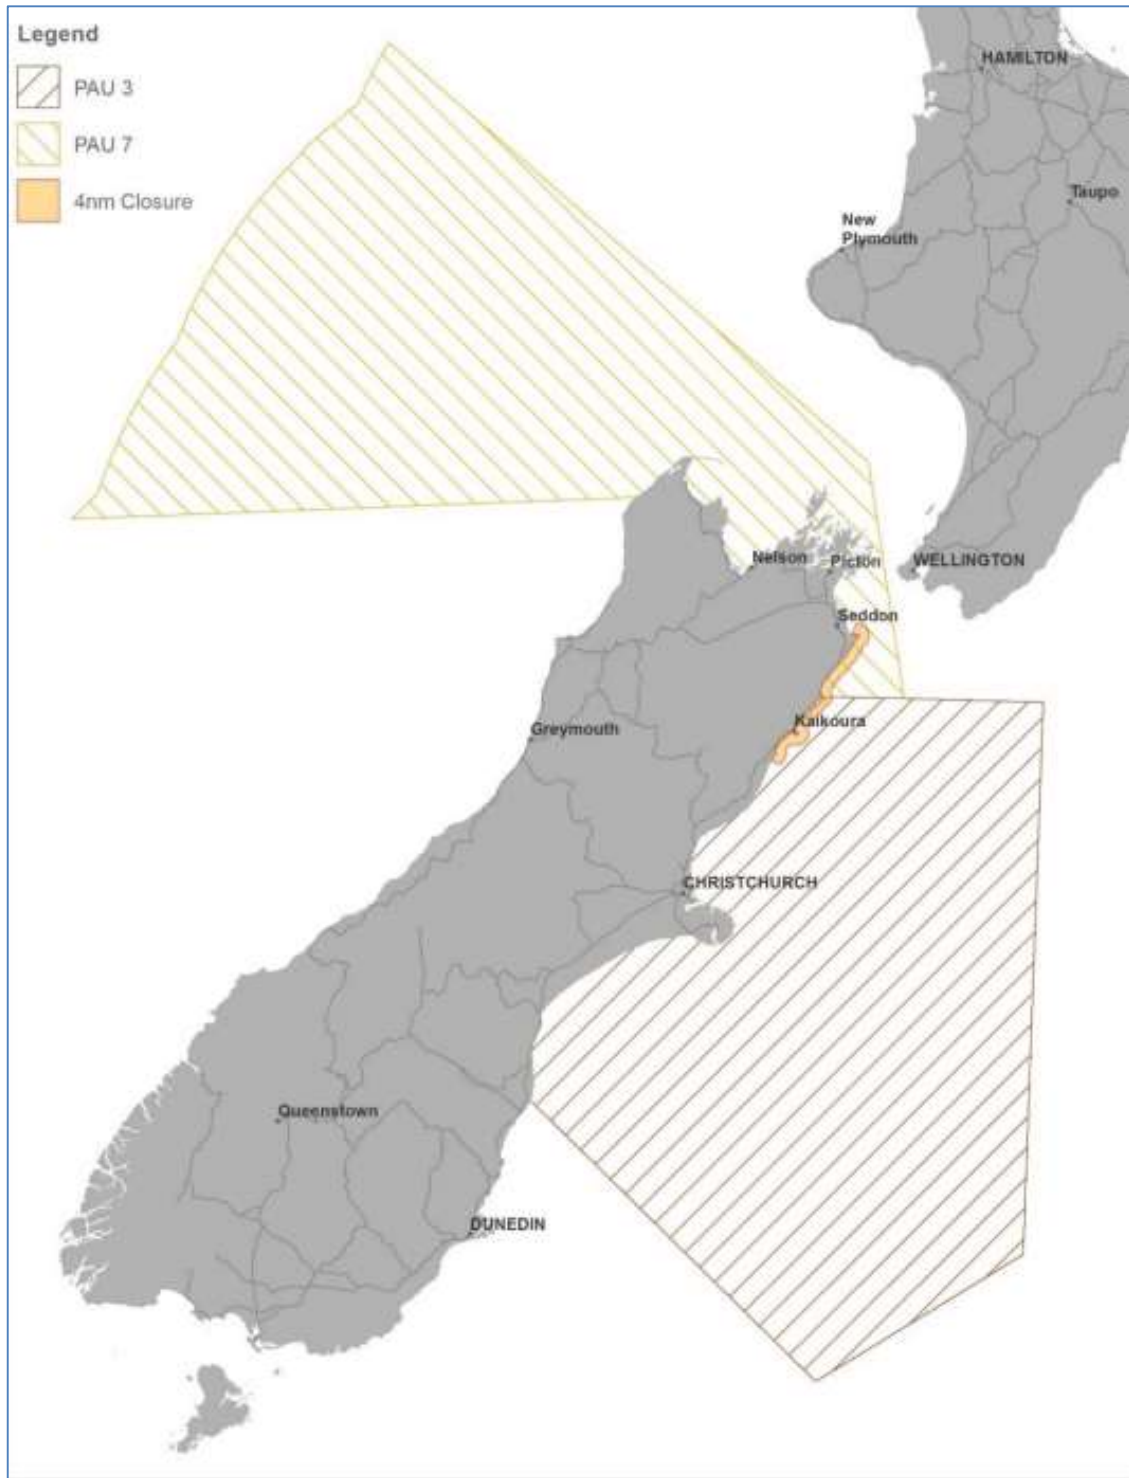 Legend
PAU 3
PAU 7
4nm Closure
HAMILTON
Taupo
New
Plymouth
Nelson
Picton
WELLINGTON
Seddon
Kaikoura
Greymouth
CHRISTCHURCH
Queenstown
DUNEDIN